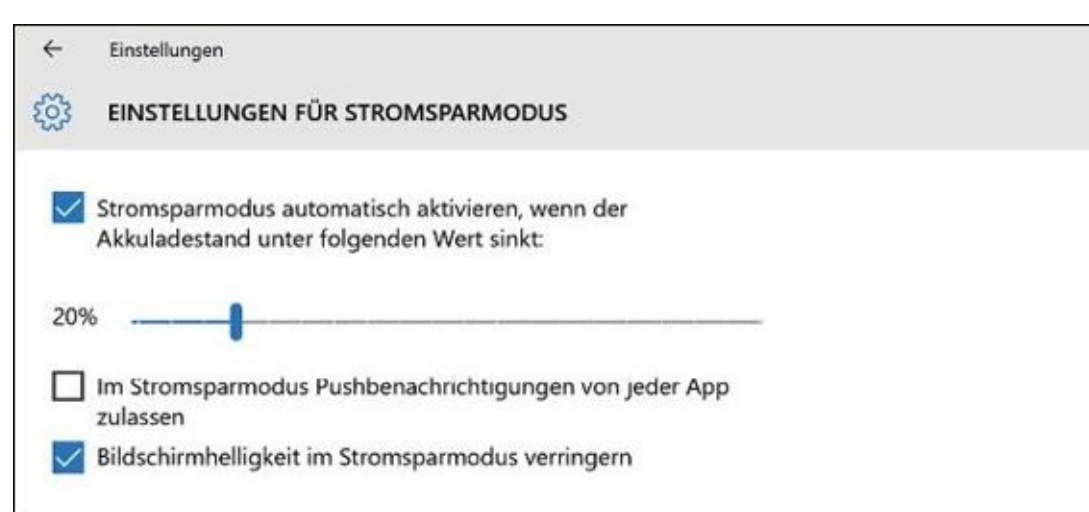 Einstellungen
EINSTELLUNGEN FÜR STROMSPARMODUS
Stromsparmodus automatisch aktivieren, wenn der
Akkuladestand unter folgenden Wert sinkt:
20%
Im Stromsparmodus Pushbenachrichtigungen von jeder App
zulassen
Bildschirmhelligkeit im Stromsparmodus verringern